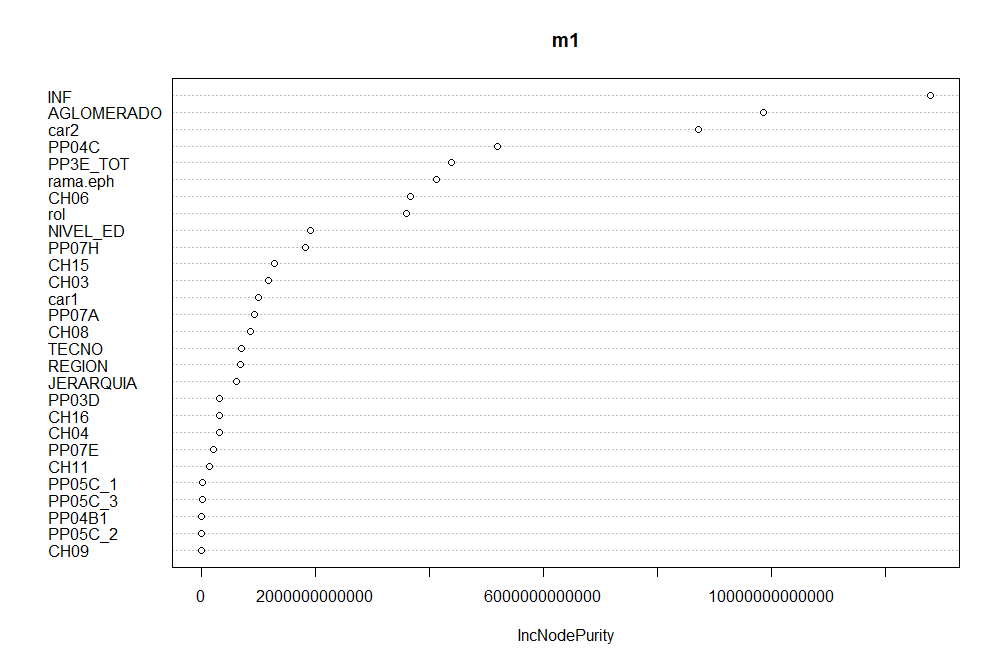 m1
INF
AGLOMERADO
car2
PP04C
PP3E_TOT
rama.eph
CH06
rol
NIVEL_ED
PP07H
CH15
CH03
car1
PP07A
CH08
TECNO
REGION
JERARQUIA
PP03D
CH16
CH04
PP07E
CH11
PP05C_1
PP05C_3
PP04B1
PP05C_2
CH09
0 2000000000000 6000000000000 10000000000000
IncNodePurity